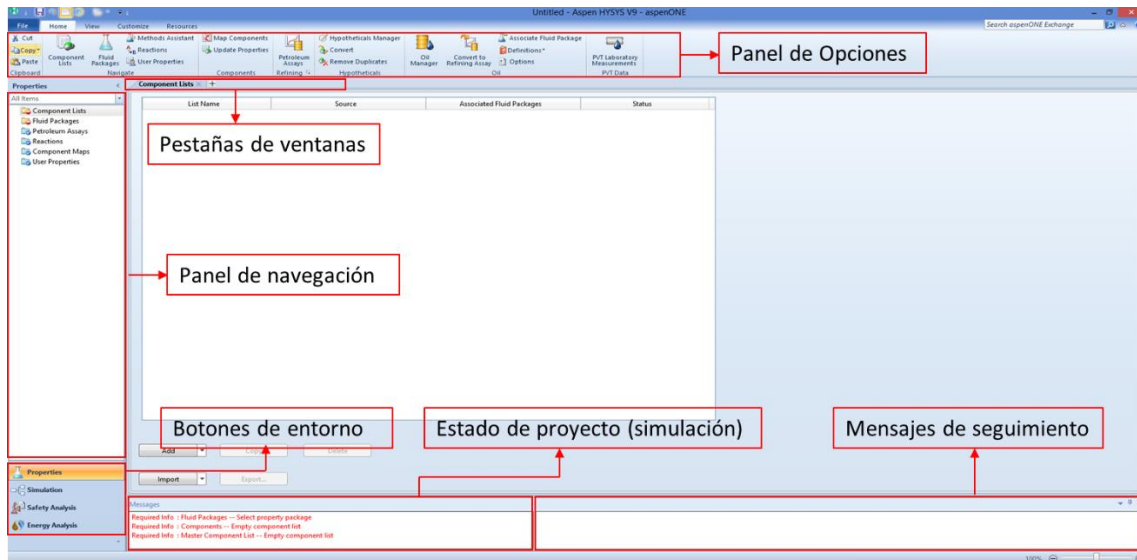 Untitled - Aspen HYSYS V9 - aspenONE
File Home View Customize Resources
Search aspenONE Exchange
Cut
Copy
Paste
Clipboard
Component Lists
Fluid Packages
Methods Assistant
Reactions
User Properties
Navigate
Map Components
Update Properties
Components
Petroleum Assays
Refining
Hypotheticals Manager
Convert
Remove Duplicates
Hypotheticals
Oil Manager
Convert to Refining Assay
Associate Fluid Package
Definitions
Options
Oil
PVT Laboratory Measurements
PVT Data
Panel de Opciones
Properties
All Items
Component Lists
Fluid Packages
Petroleum Assays
Reactions
Component Maps
User Properties
Component Lists
List Name Source Associated Fluid Packages Status
Pestañas de ventanas
Panel de navegación
Botones de entorno
Estado de proyecto (simulación)
Mensajes de seguimiento
Add
Import Export...
Properties
Simulation
Safety Analysis
Energy Analysis
Messages
Required Info : Fluid Packages -- Select property package
Required Info : Components -- Empty component list
Required Info : Master Component List -- Empty component list
100%